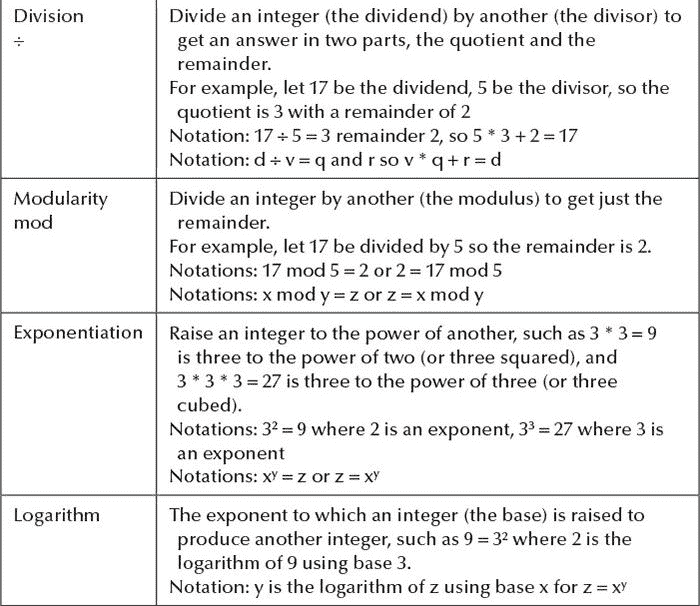 Division
÷
Divide an integer (the dividend) by another (the divisor) to
get an answer in two parts, the quotient and the
remainder.
For example, let 17 be the dividend, 5 be the divisor, so the
quotient is 3 with a remainder of 2
Notation: 17 ÷ 5 = 3 remainder 2, so 5 * 3 + 2 = 17
Notation: d ÷ v = q and r so v * q + r = d
Modularity
mod
Divide an integer by another (the modulus) to get just the
remainder.
For example, let 17 be divided by 5 so the remainder is 2.
Notations: 17 mod 5 = 2 or 2 = 17 mod 5
Notations: x mod y = z or z = x mod y
Exponentiation
Raise an integer to the power of another, such as 3 * 3 = 9
is three to the power of two (or three squared), and
3 * 3 * 3 = 27 is three to the power of three (or three
cubed).
Notations: 3² = 9 where 2 is an exponent, 3³ = 27 where 3 is
an exponent
Notations: xʸ = z or z = xʸ
Logarithm
The exponent to which an integer (the base) is raised to
produce another integer, such as 9 = 3² where 2 is the
logarithm of 9 using base 3.
Notation: y is the logarithm of z using base x for z = xʸ